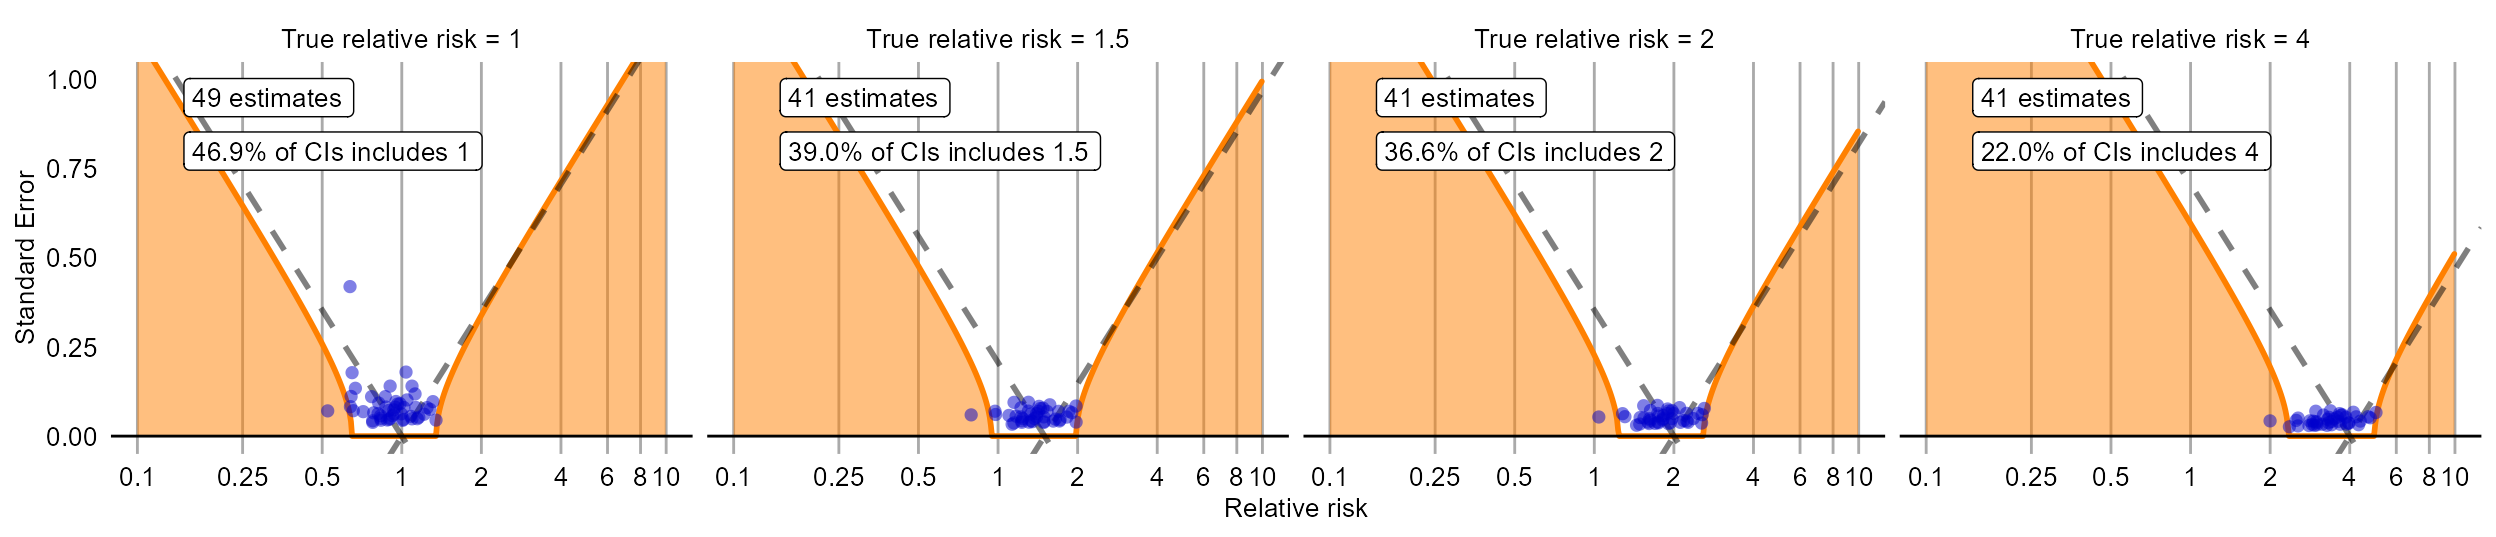 True relative risk = 1
True relative risk = 1.5
True relative risk = 2
True relative risk = 4
Standard Error
1.00
0.75
0.50
0.25
0.00
49 estimates
46.9% of CIs includes 1
41 estimates
39.0% of CIs includes 1.5
41 estimates
36.6% of CIs includes 2
41 estimates
22.0% of CIs includes 4
0.1 0.25 0.5 1 2 4 6 8 10
0.1 0.25 0.5 1 2 4 6 8 10
0.1 0.25 0.5 1 2 4 6 8 10
0.1 0.25 0.5 1 2 4 6 8 10
Relative risk